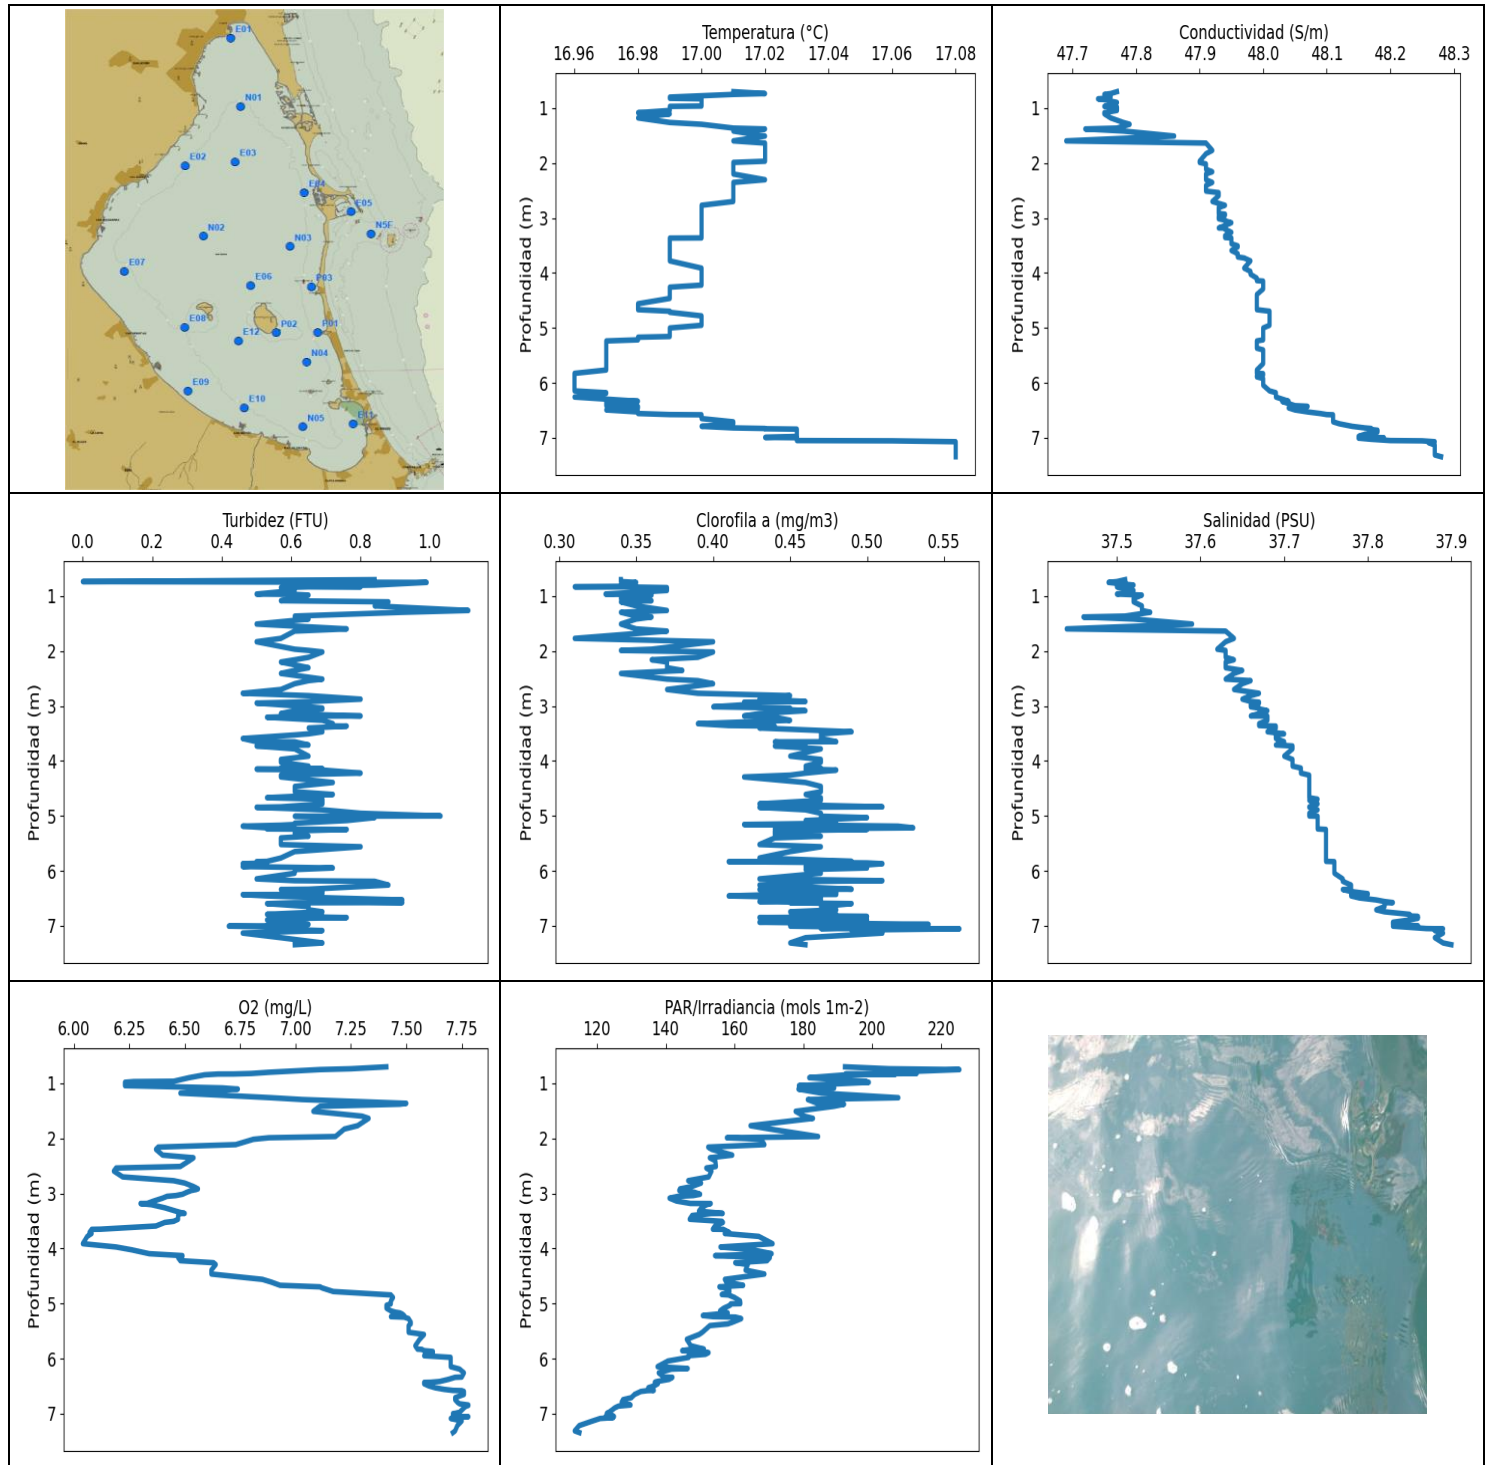 E01
N01
E02
E03
E04
E05
N5F
N02
N03
E07
E06
P03
E08
E12
P02
P01
N04
E09
E10
N05
E11
Temperatura (°C)
16.96 16.98 17.00 17.02 17.04 17.06 17.08
Profundidad (m)
1
2
3
4
5
6
7
Conductividad (S/m)
47.7 47.8 47.9 48.0 48.1 48.2 48.3
Profundidad (m)
1
2
3
4
5
6
7
Turbidez (FTU)
0.0 0.2 0.4 0.6 0.8 1.0
Profundidad (m)
1
2
3
4
5
6
7
Clorofila a (mg/m3)
0.30 0.35 0.40 0.45 0.50 0.55
Profundidad (m)
1
2
3
4
5
6
7
Salinidad (PSU)
37.5 37.6 37.7 37.8 37.9
Profundidad (m)
1
2
3
4
5
6
7
O2 (mg/L)
6.00 6.25 6.50 6.75 7.00 7.25 7.50 7.75
Profundidad (m)
1
2
3
4
5
6
7
PAR/Irradiancia (mols 1m-2)
120 140 160 180 200 220
Profundidad (m)
1
2
3
4
5
6
7